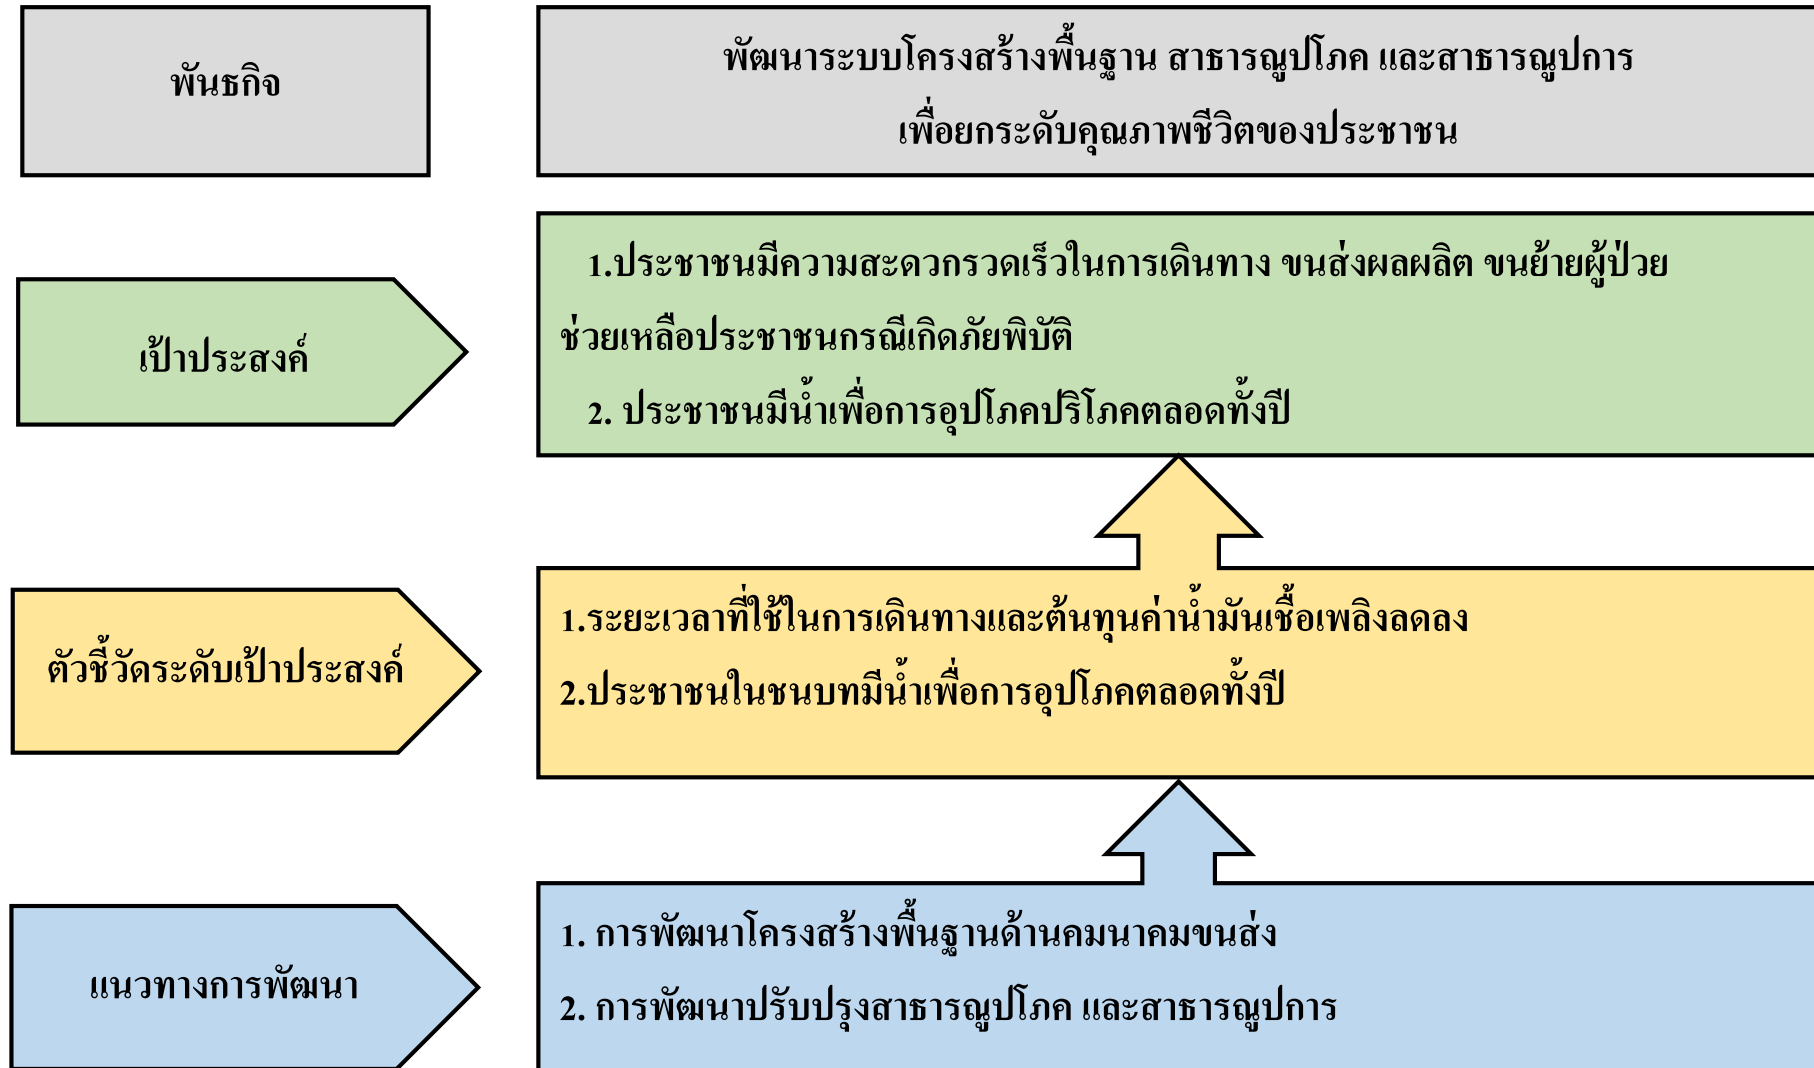 พันธกิจ
พัฒนาระบบโครงสร้างพื้นฐาน สาธารณูปโภค และสาธารณูปการ
เพื่อยกระดับคุณภาพชีวิตของประชาชน
เป้าประสงค์
1.ประชาชนมีความสะดวกรวดเร็วในการเดินทาง ขนส่งผลผลิต ขนย้ายผู้ป่วย
ช่วยเหลือประชาชนกรณีเกิดภัยพิบัติ
2. ประชาชนมีน้ำเพื่อการอุปโภคบริโภคตลอดทั้งปี
ตัวชี้วัดระดับเป้าประสงค์
1.ระยะเวลาที่ใช้ในการเดินทางและต้นทุนค่าน้ำมันเชื้อเพลิงลดลง
2.ประชาชนในชนบทมีน้ำเพื่อการอุปโภคตลอดทั้งปี
แนวทางการพัฒนา
1. การพัฒนาโครงสร้างพื้นฐานด้านคมนาคมขนส่ง
2. การพัฒนาปรับปรุงสาธารณูปโภค และสาธารณูปการ